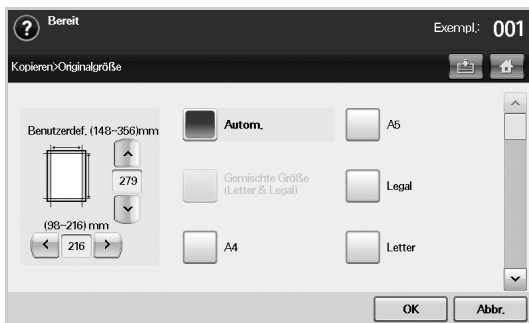 ? Bereit
Exempl.: 001
Kopieren>Originalgröße
Benutzerdef. (148~356)mm
279
(98~216) mm
216
Autom.
A5
Gemischte Größe
(Letter & Legal)
Legal
A4
Letter
OK
Abbr.